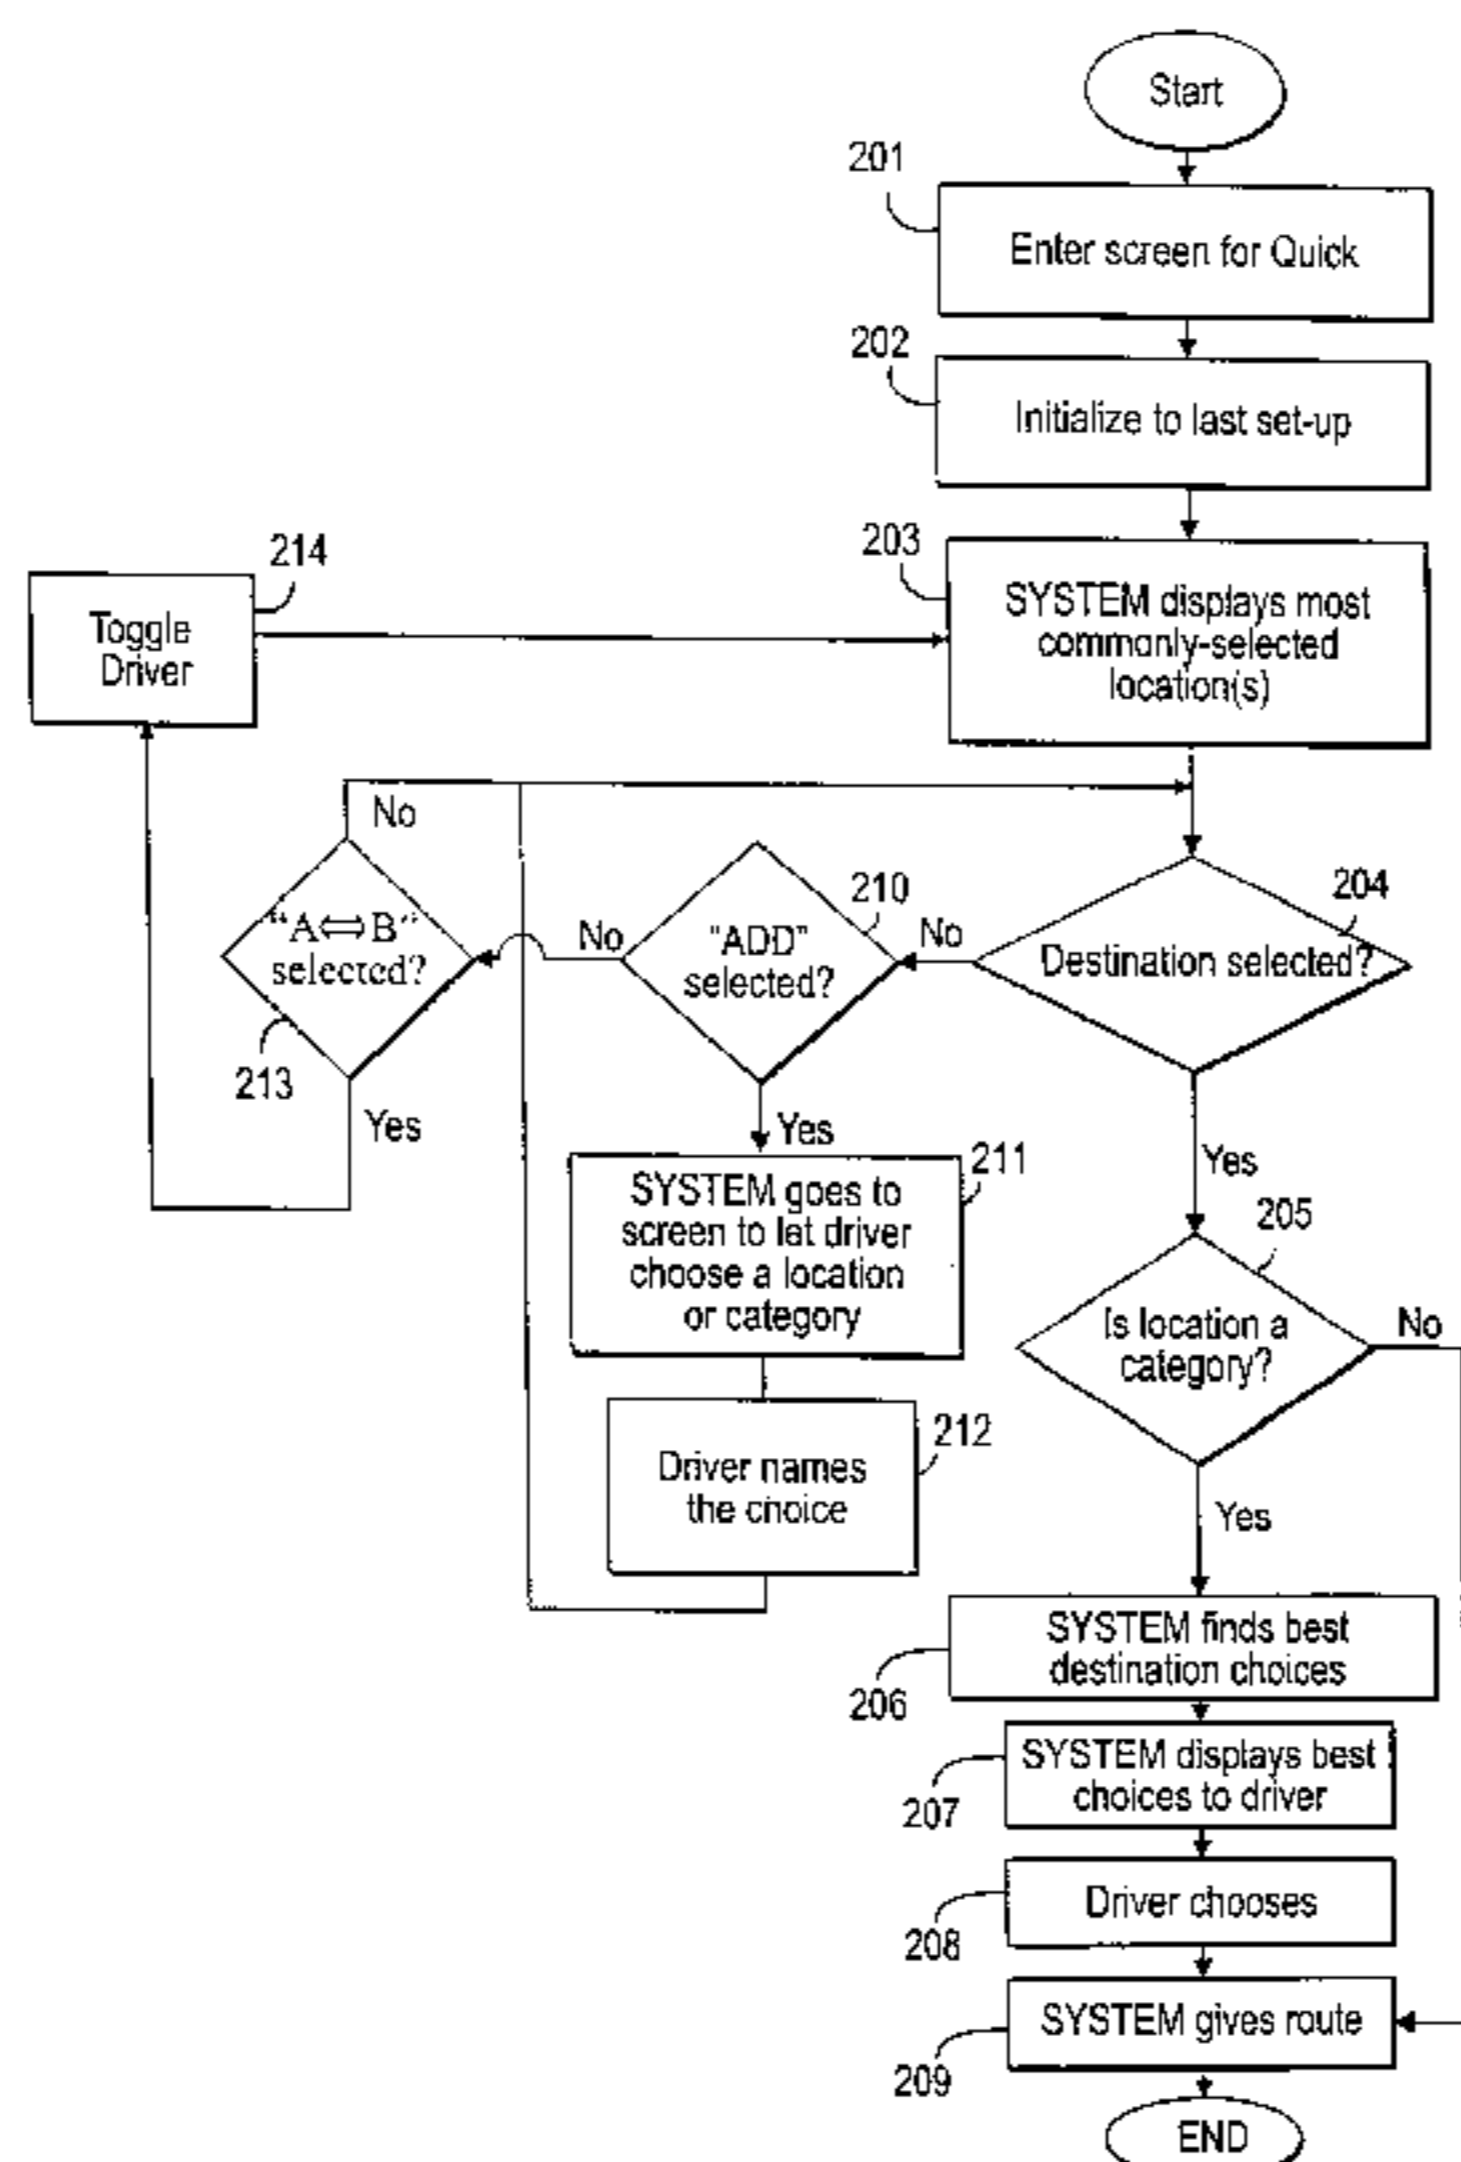 Start
201
Enter screen for Quick
202
Initialize to last set-up
203
SYSTEM displays most
commonly-selected
location(s)
214
Toggle
Driver
No
"A⇔B"
selected?
213
Yes
No
210
"ADD"
selected?
No
204
Destination selected?
Yes
Yes
211
SYSTEM goes to
screen to let driver
choose a location
or category
212
Driver names
the choice
205
Is location a
category?
No
Yes
SYSTEM finds best
destination choices
206
SYSTEM displays best
choices to driver
207
Driver chooses
208
SYSTEM gives route
209
END